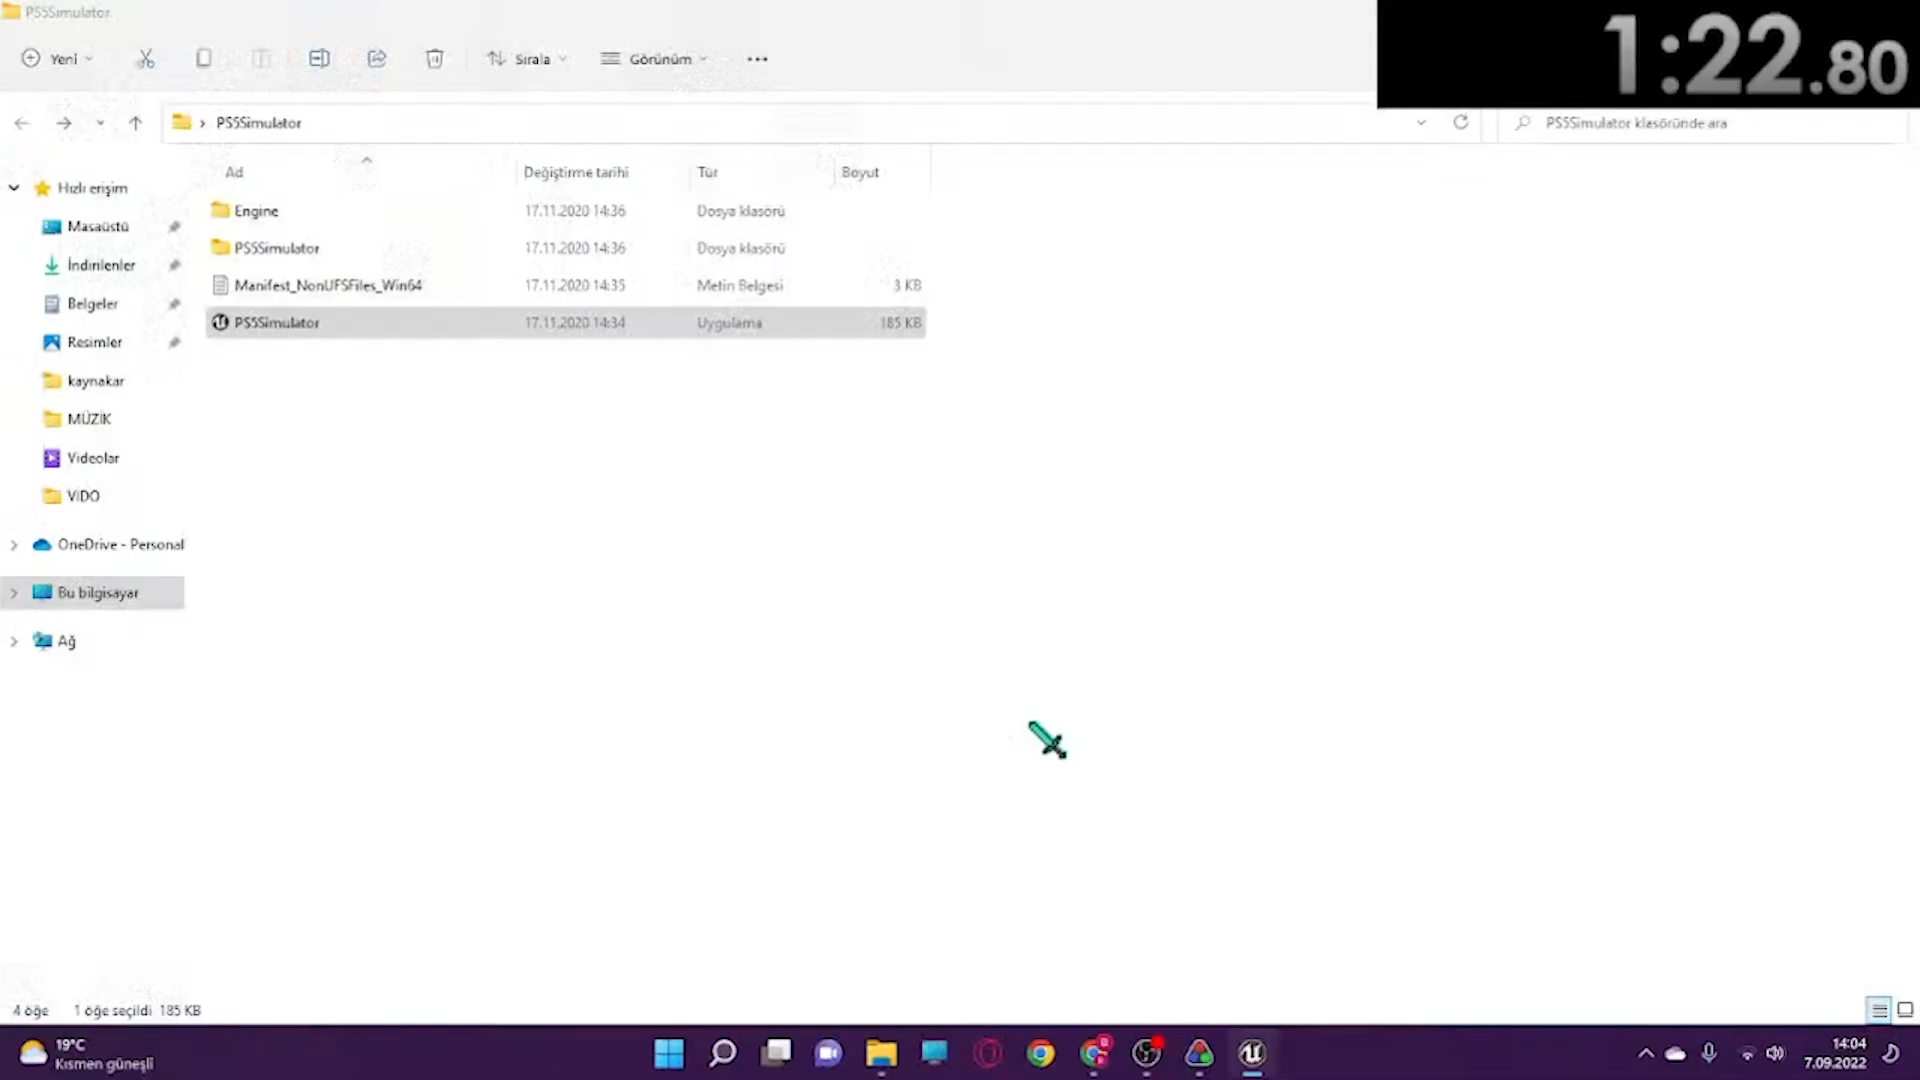 PS5Simulator
1:22.80
Yeni
Sırala
Görünüm
PS5Simulator
PS5Simulator klasöründe ara
Ad
Değiştirme tarihi
Tür
Boyut
Hızlı erişim
Masaüstü
İndirilenler
Belgeler
Resimler
kaynakar
MÜZİK
Videolar
VİDO
OneDrive - Personal
Bu bilgisayar
Ağ
Engine 17.11.2020 14:36 Dosya klasörü
PS5Simulator 17.11.2020 14:36 Dosya klasörü
Manifest_NonUFSFiles_Win64 17.11.2020 14:35 Metin Belgesi 3 KB
PS5Simulator 17.11.2020 14:34 Uygulama 185 KB
4 öğe 1 öğe seçildi 185 KB
19°C
Kısmen güneşli
14:04
7.09.2022